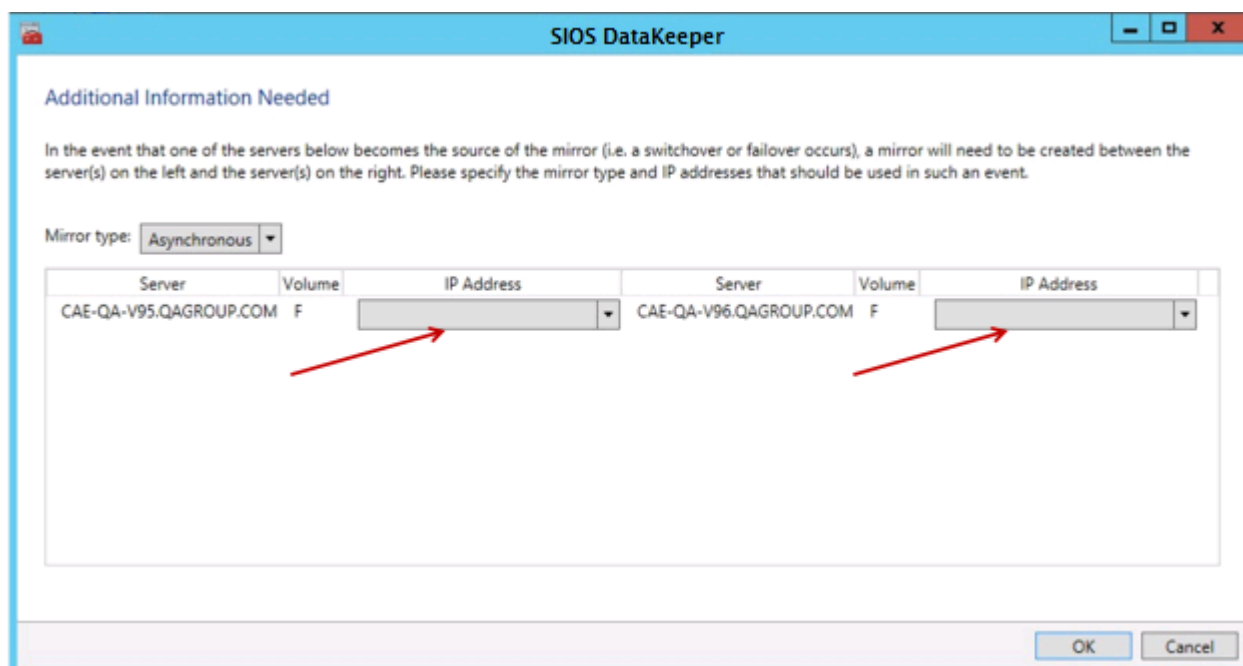 SIOS DataKeeper
Additional Information Needed
In the event that one of the servers below becomes the source of the mirror (i.e. a switchover or failover occurs), a mirror will need to be created between the
server(s) on the left and the server(s) on the right. Please specify the mirror type and IP addresses that should be used in such an event.
Mirror type: Asynchronous
Server Volume IP Address Server Volume IP Address
CAE-QA-V95.QAGROUP.COM F CAE-QA-V96.QAGROUP.COM F
OK Cancel